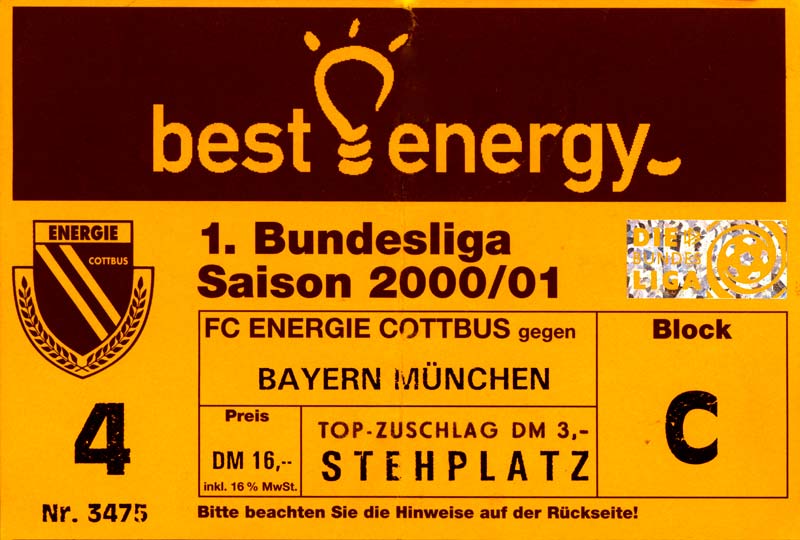 best energy
ENERGIE
COTTBUS
1. Bundesliga
Saison 2000/01
DIE
BUNDES
LIGA
FC ENERGIE COTTBUS gegen
BAYERN MÜNCHEN
Block
C
4
Preis
DM 16,--
inkl. 16 % MwSt.
TOP-ZUSCHLAG DM 3,-
STEHPLATZ
Nr. 3475
Bitte beachten Sie die Hinweise auf der Rückseite!